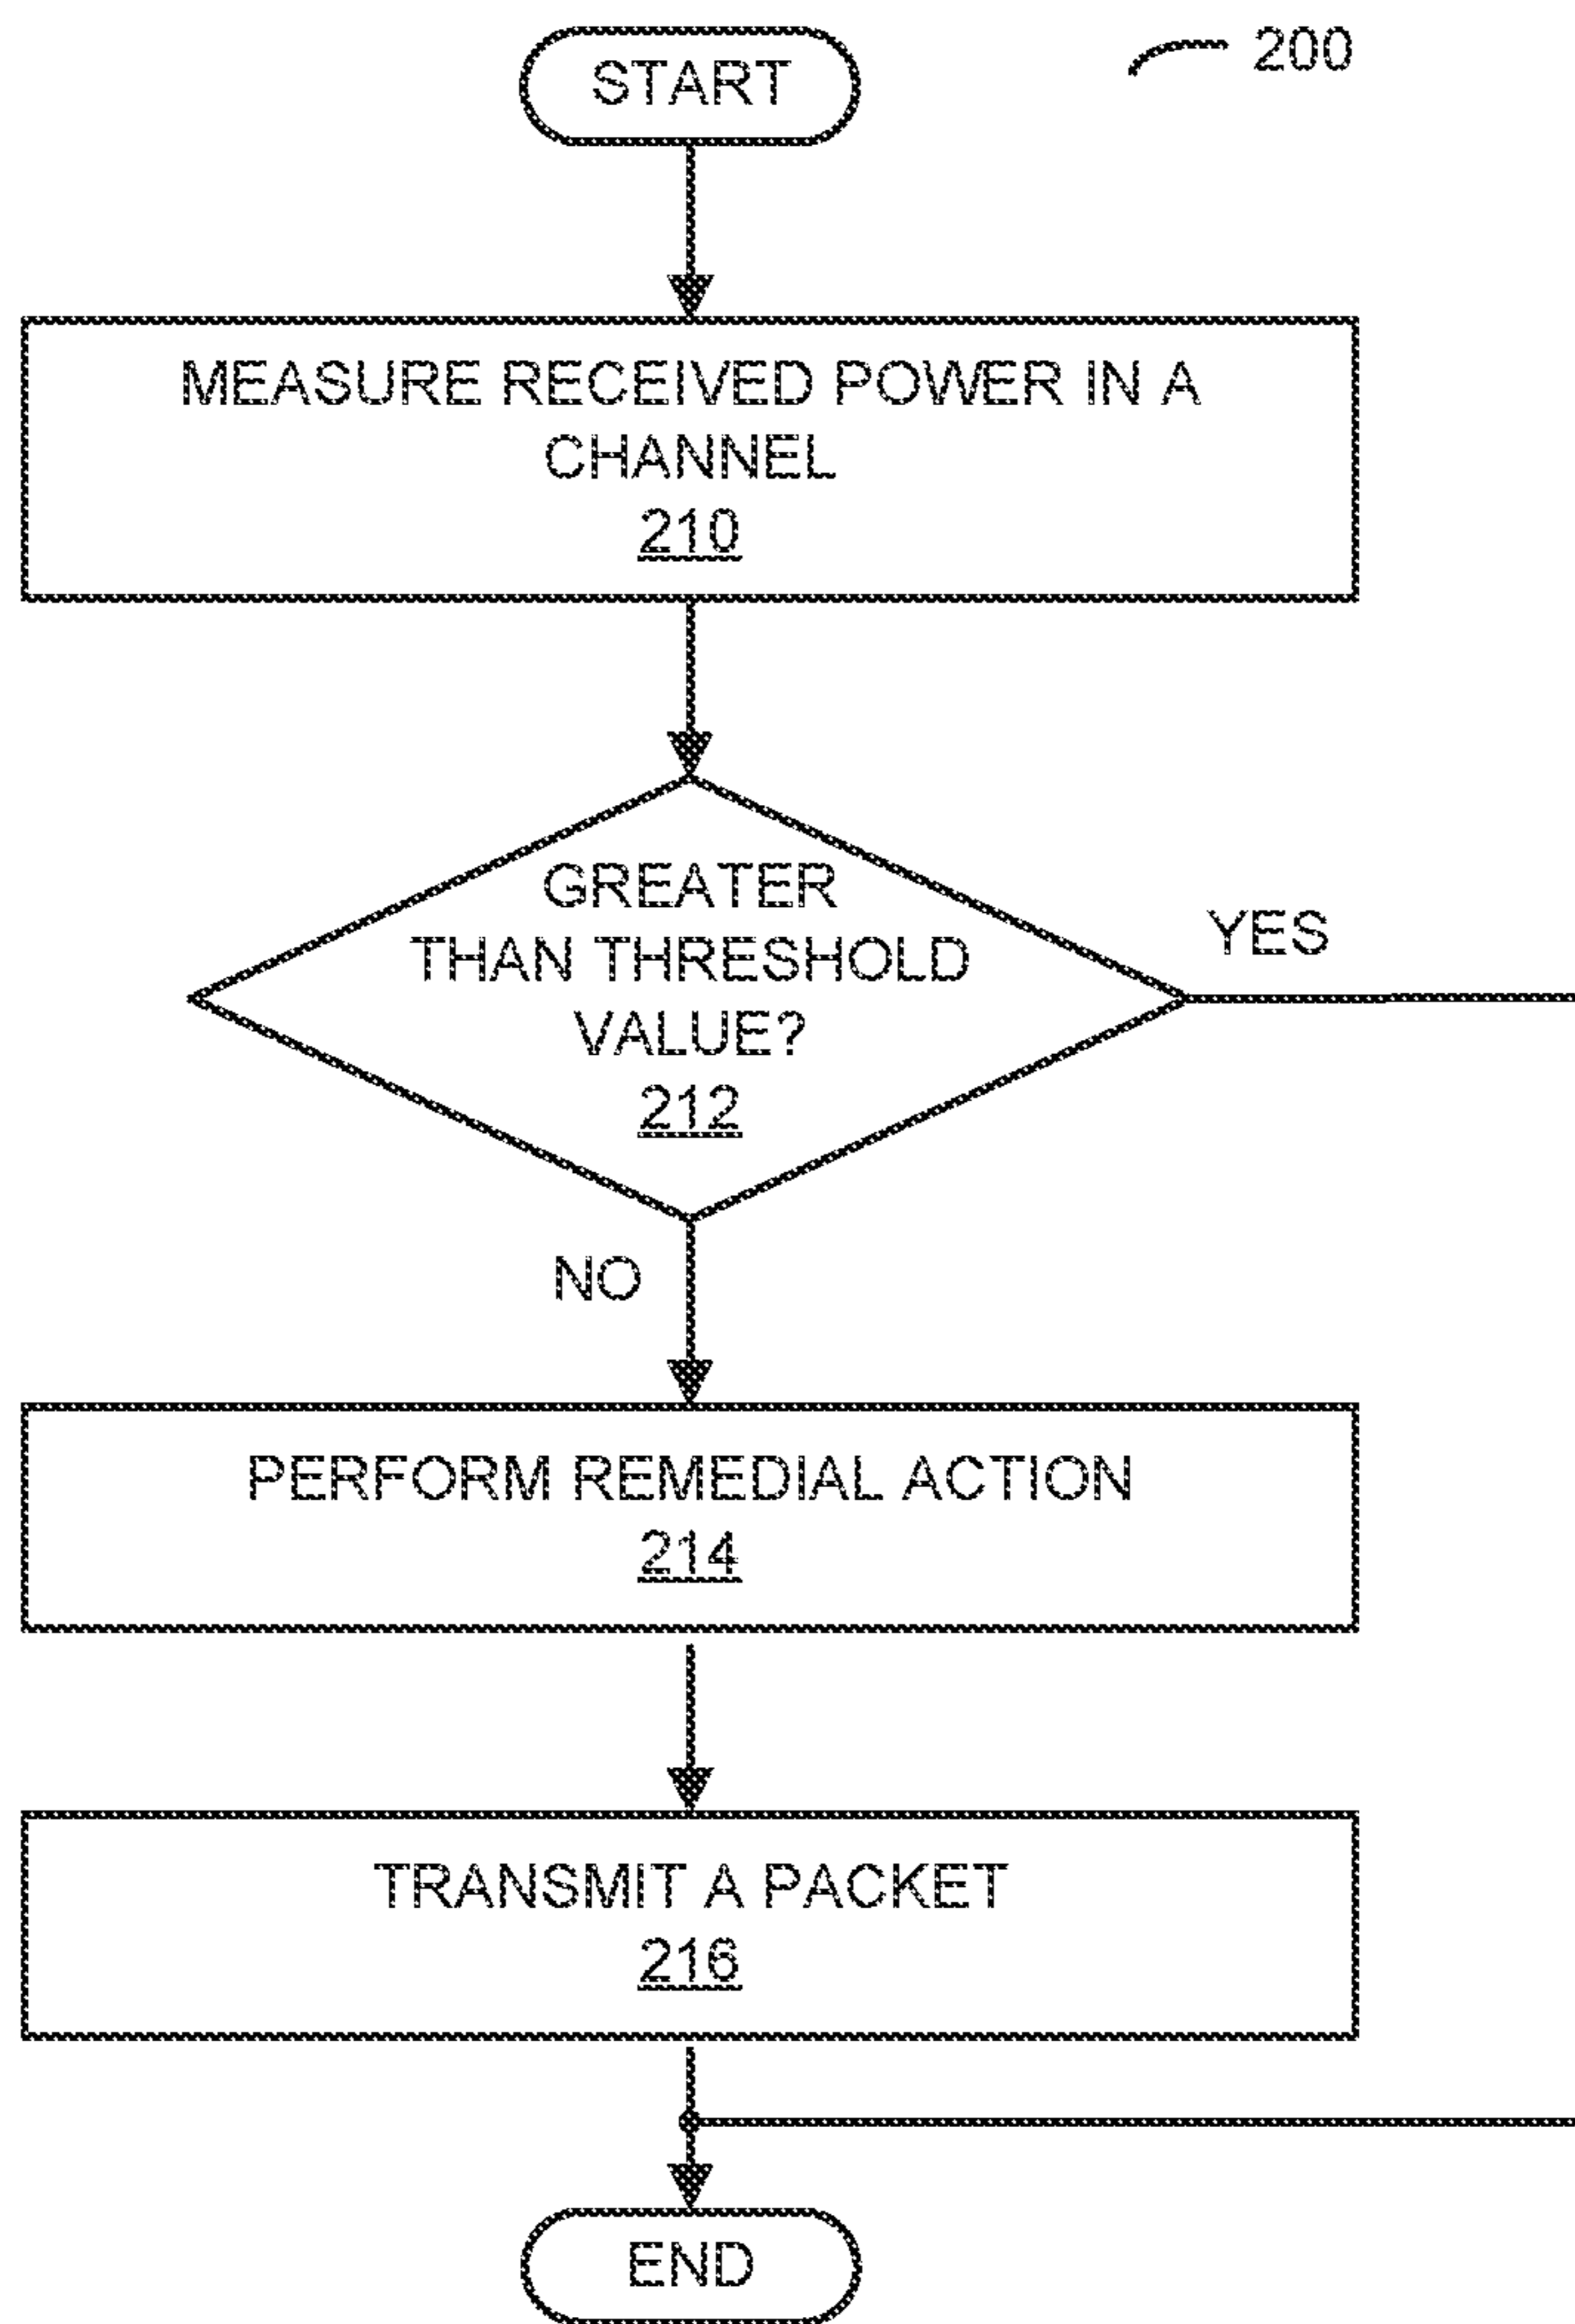 START
200
MEASURE RECEIVED POWER IN A
CHANNEL
210
GREATER
THAN THRESHOLD
VALUE?
212
YES
NO
PERFORM REMEDIAL ACTION
214
TRANSMIT A PACKET
216
END